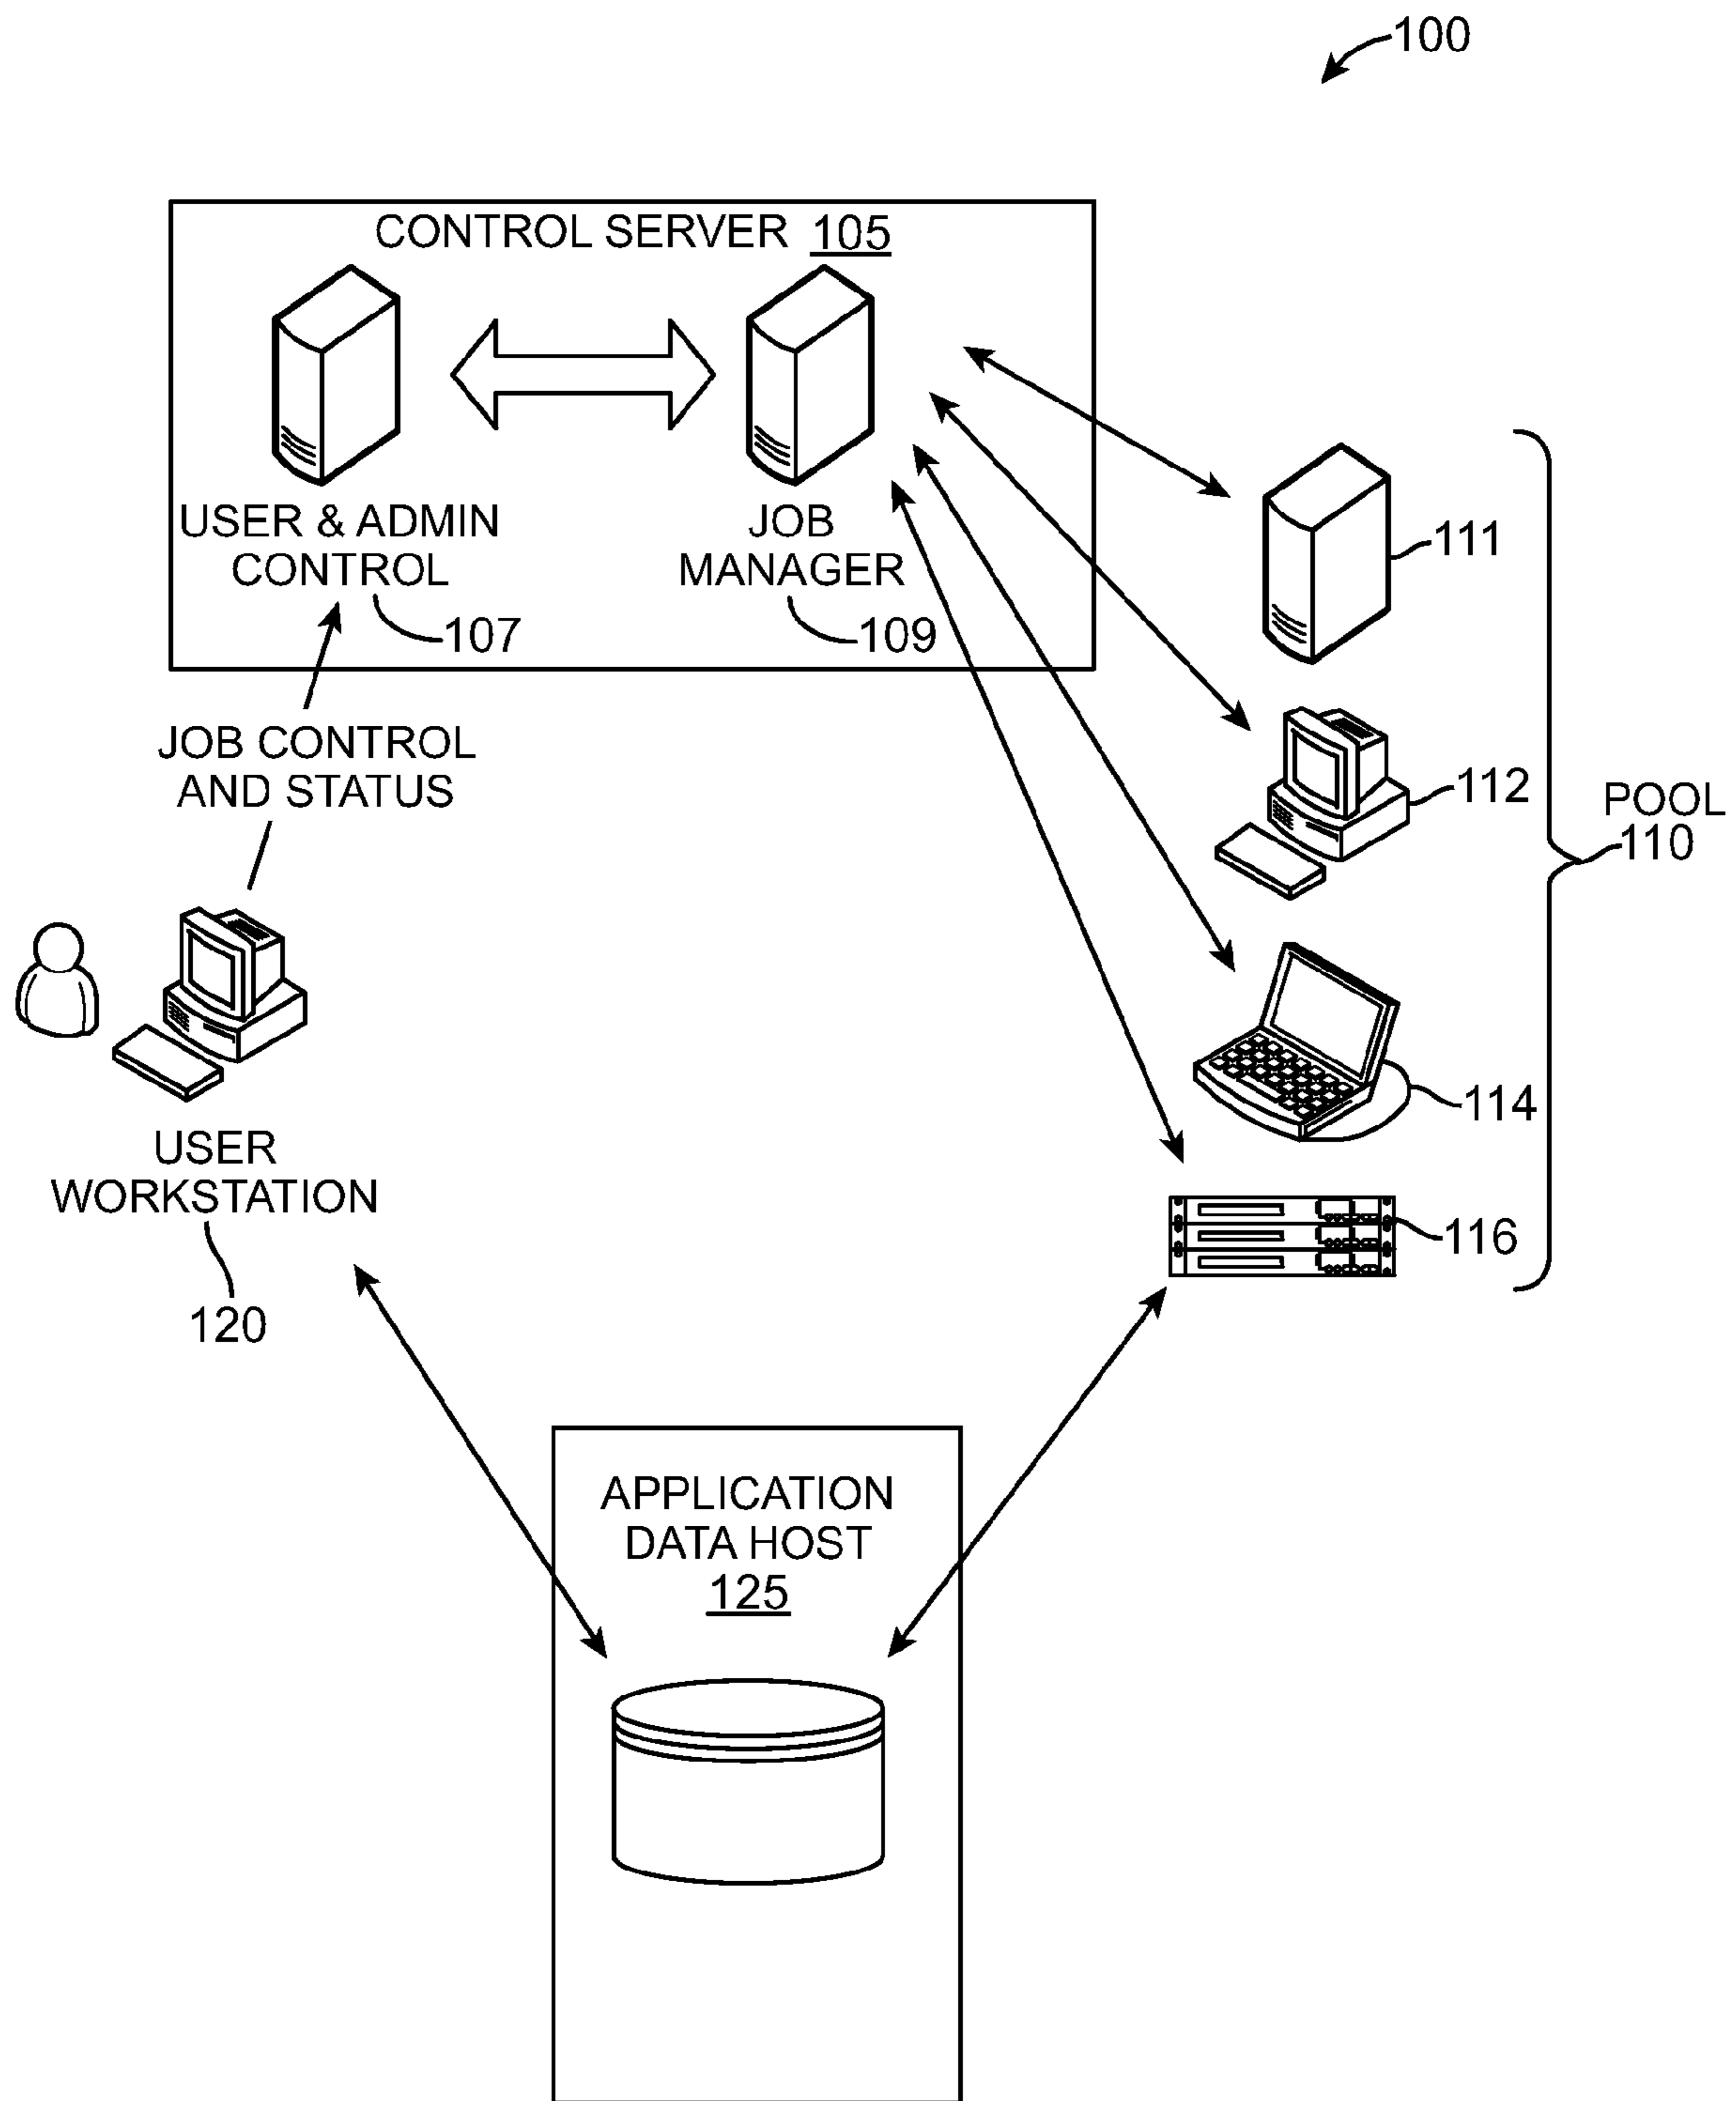 100
CONTROL SERVER 105
USER & ADMIN
CONTROL
107
JOB
MANAGER
109
111
JOB CONTROL
AND STATUS
112
POOL
110
114
USER
WORKSTATION
120
116
APPLICATION
DATA HOST
125